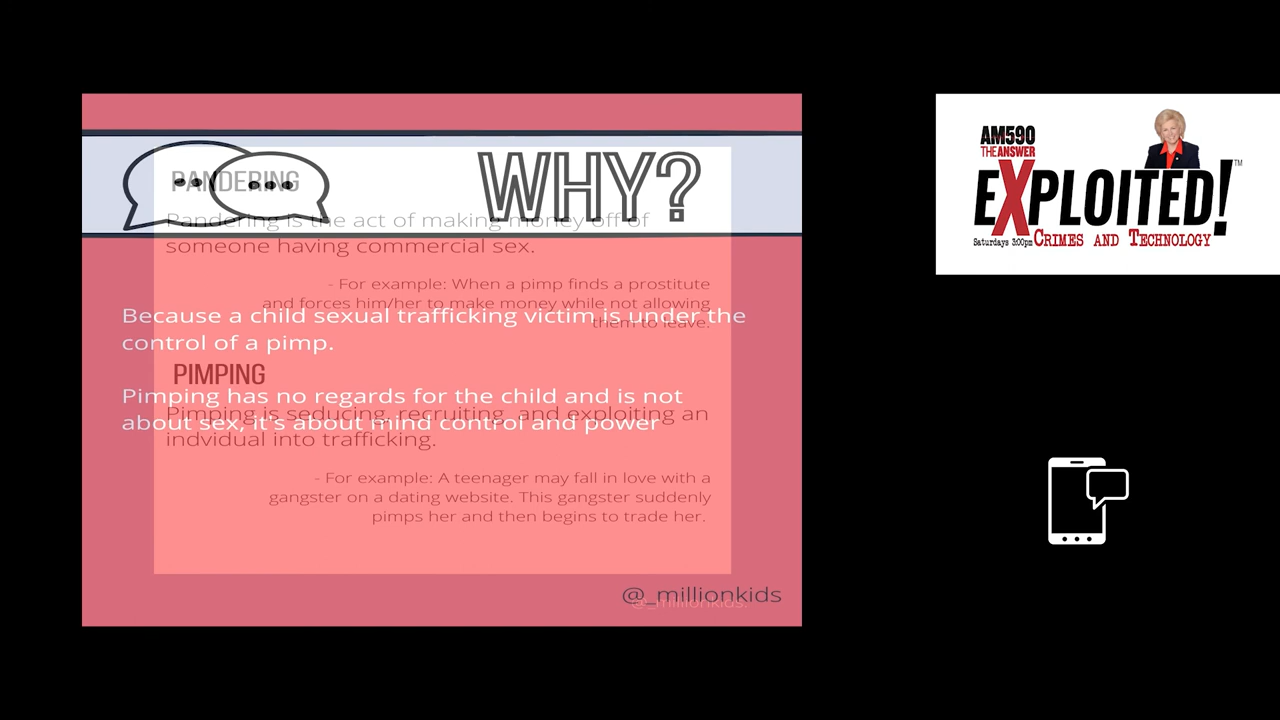 WHY?
Because a child sexual trafficking victim is under the
control of a pimp.
Pimping has no regards for the child and is not
about sex, it's about mind control and power
@_millionkids
PANDERING
Pandering is the act of making money off of
someone having commercial sex.
- For example: When a pimp finds a prostitute
and forces him/her to make money while not allowing
them to leave.
PIMPING
Pimping is seducing, recruiting, and exploiting an
indvidual into trafficking.
- For example: A teenager may fall in love with a
gangster on a dating website. This gangster suddenly
pimps her and then begins to trade her.
@_millionkids.
AM590
THE ANSWER
EXPLOITED!™
Saturdays 3:00pm CRIMES AND TECHNOLOGY